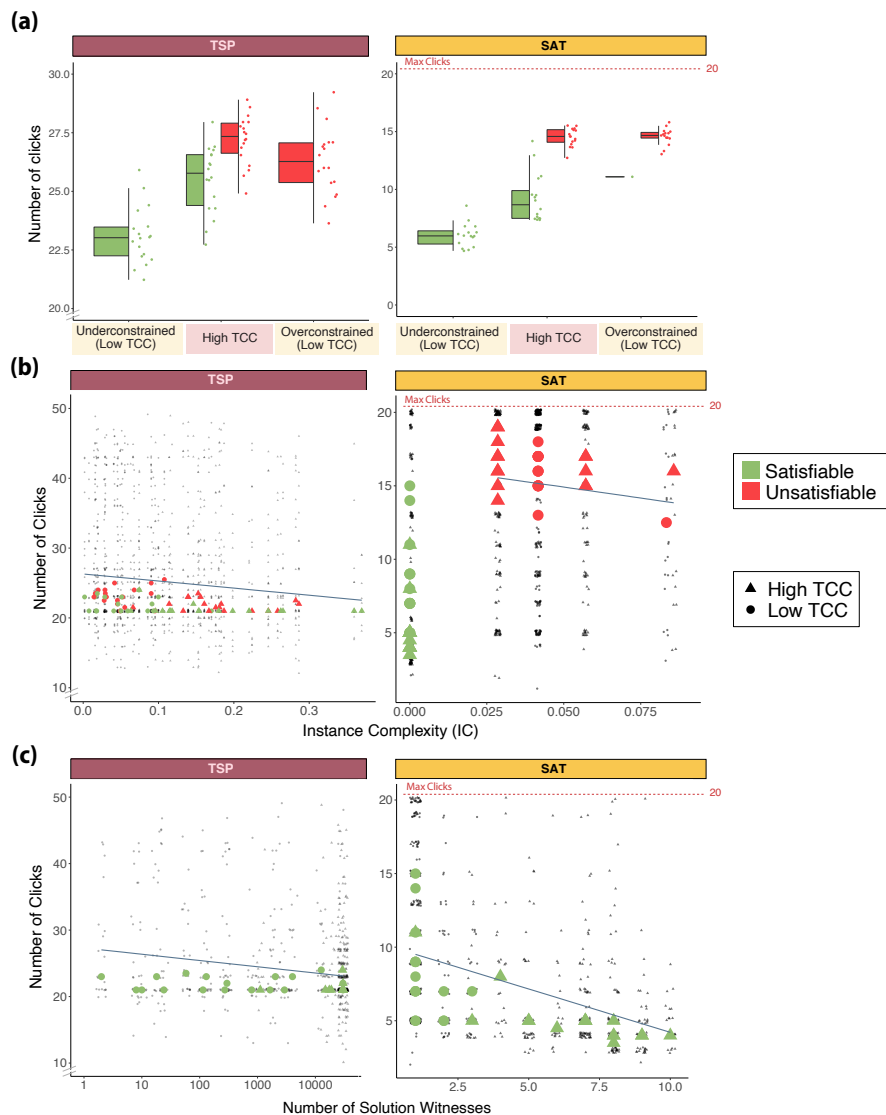 (a)
TSP
SAT
Number of clicks
30.0
27.5
25.0
22.5
20.0
Max Clicks
20
20
15
10
5
0
Underconstrained
(Low TCC)
High TCC
Overconstrained
(Low TCC)
Underconstrained
(Low TCC)
High TCC
Overconstrained
(Low TCC)
(b)
TSP
SAT
Number of Clicks
50
40
30
20
10
0.0
0.1
0.2
0.3
Max Clicks
20
20
15
10
5
0.000
0.025
0.050
0.075
Instance Complexity (IC)
Satisfiable
Unsatisfiable
High TCC
Low TCC
(c)
TSP
SAT
Number of Clicks
50
40
30
20
10
1
10
100
1000
10000
Max Clicks
20
20
15
10
5
2.5
5.0
7.5
10.0
Number of Solution Witnesses